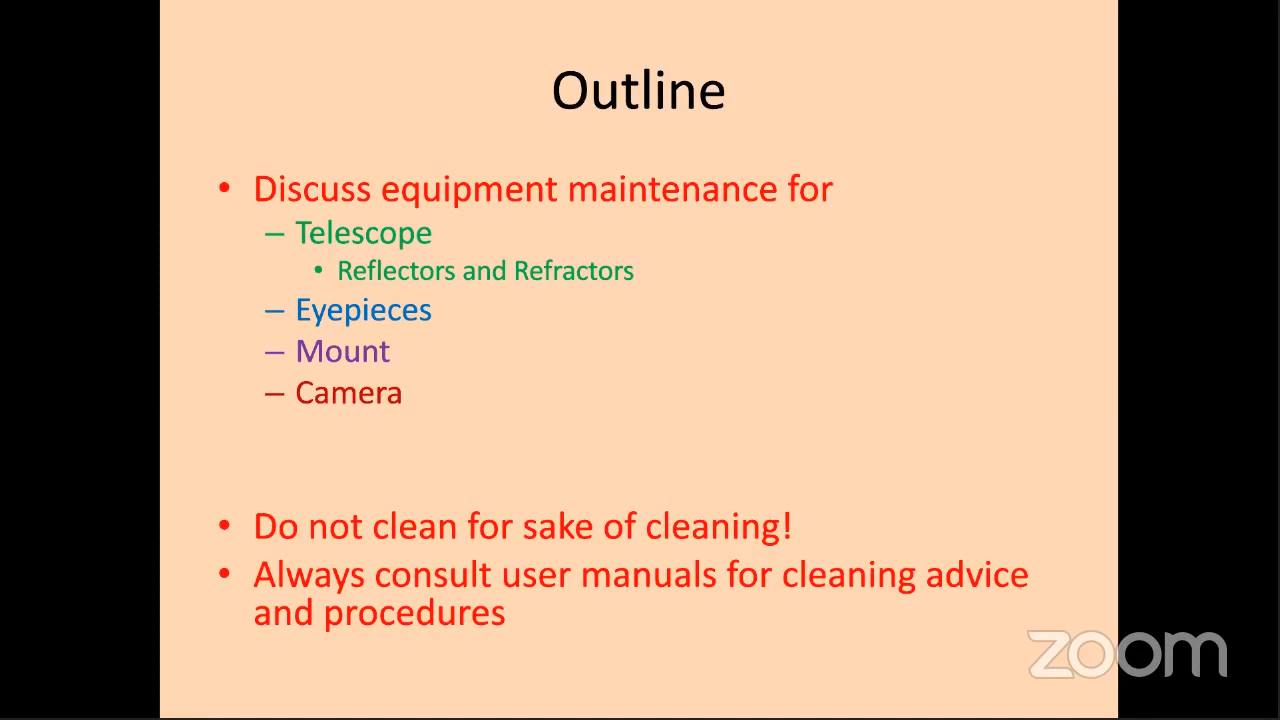 Outline
• Discuss equipment maintenance for
– Telescope
• Reflectors and Refractors
– Eyepieces
– Mount
– Camera
• Do not clean for sake of cleaning!
• Always consult user manuals for cleaning advice
and procedures
zoom